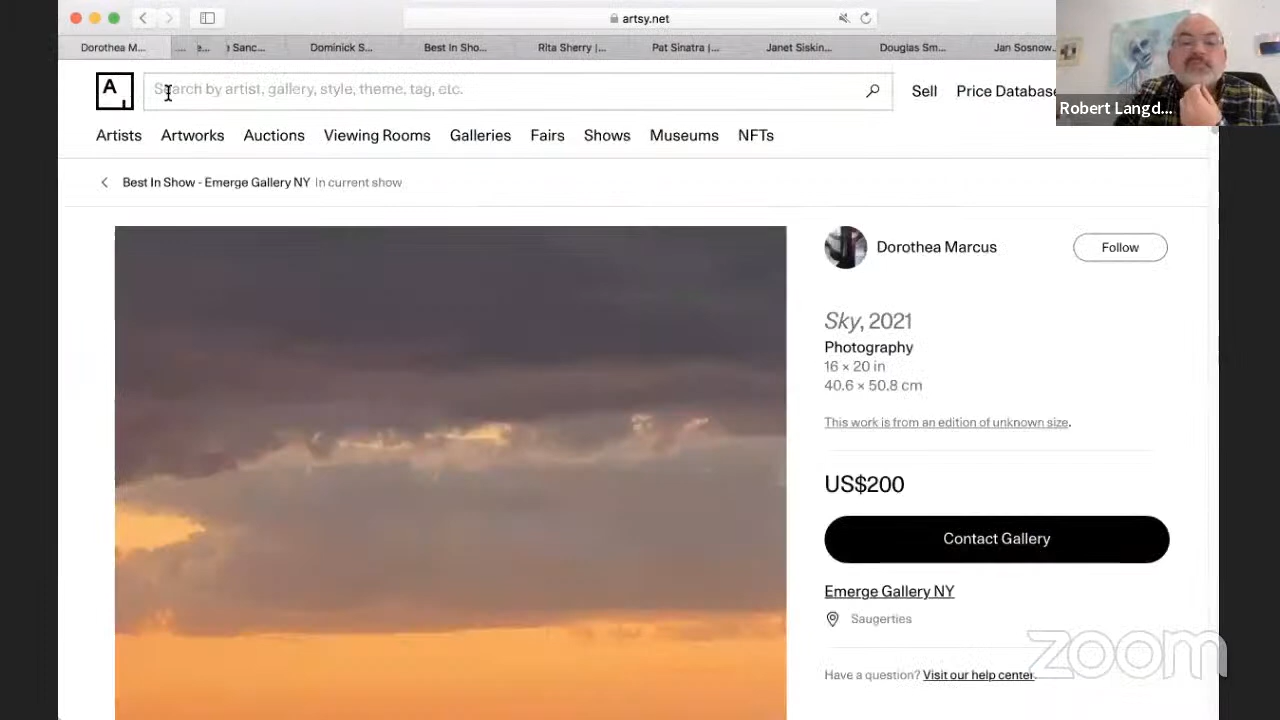 artsy.net
Dorothea M... ... e... Sanc... Dominick S... Best In Sho... Rita Sherry |... Pat Sinatra |... Janet Siskin... Douglas Sm... Jan Sosnow...
A
Search by artist, gallery, style, theme, tag, etc.
Sell Price Database
Robert Langd...
Artists Artworks Auctions Viewing Rooms Galleries Fairs Shows Museums NFTs
Best In Show - Emerge Gallery NY In current show
Dorothea Marcus
Follow
Sky, 2021
Photography
16 × 20 in
40.6 × 50.8 cm
This work is from an edition of unknown size.
US$200
Contact Gallery
Emerge Gallery NY
Saugerties
Have a question? Visit our help center.
zoom